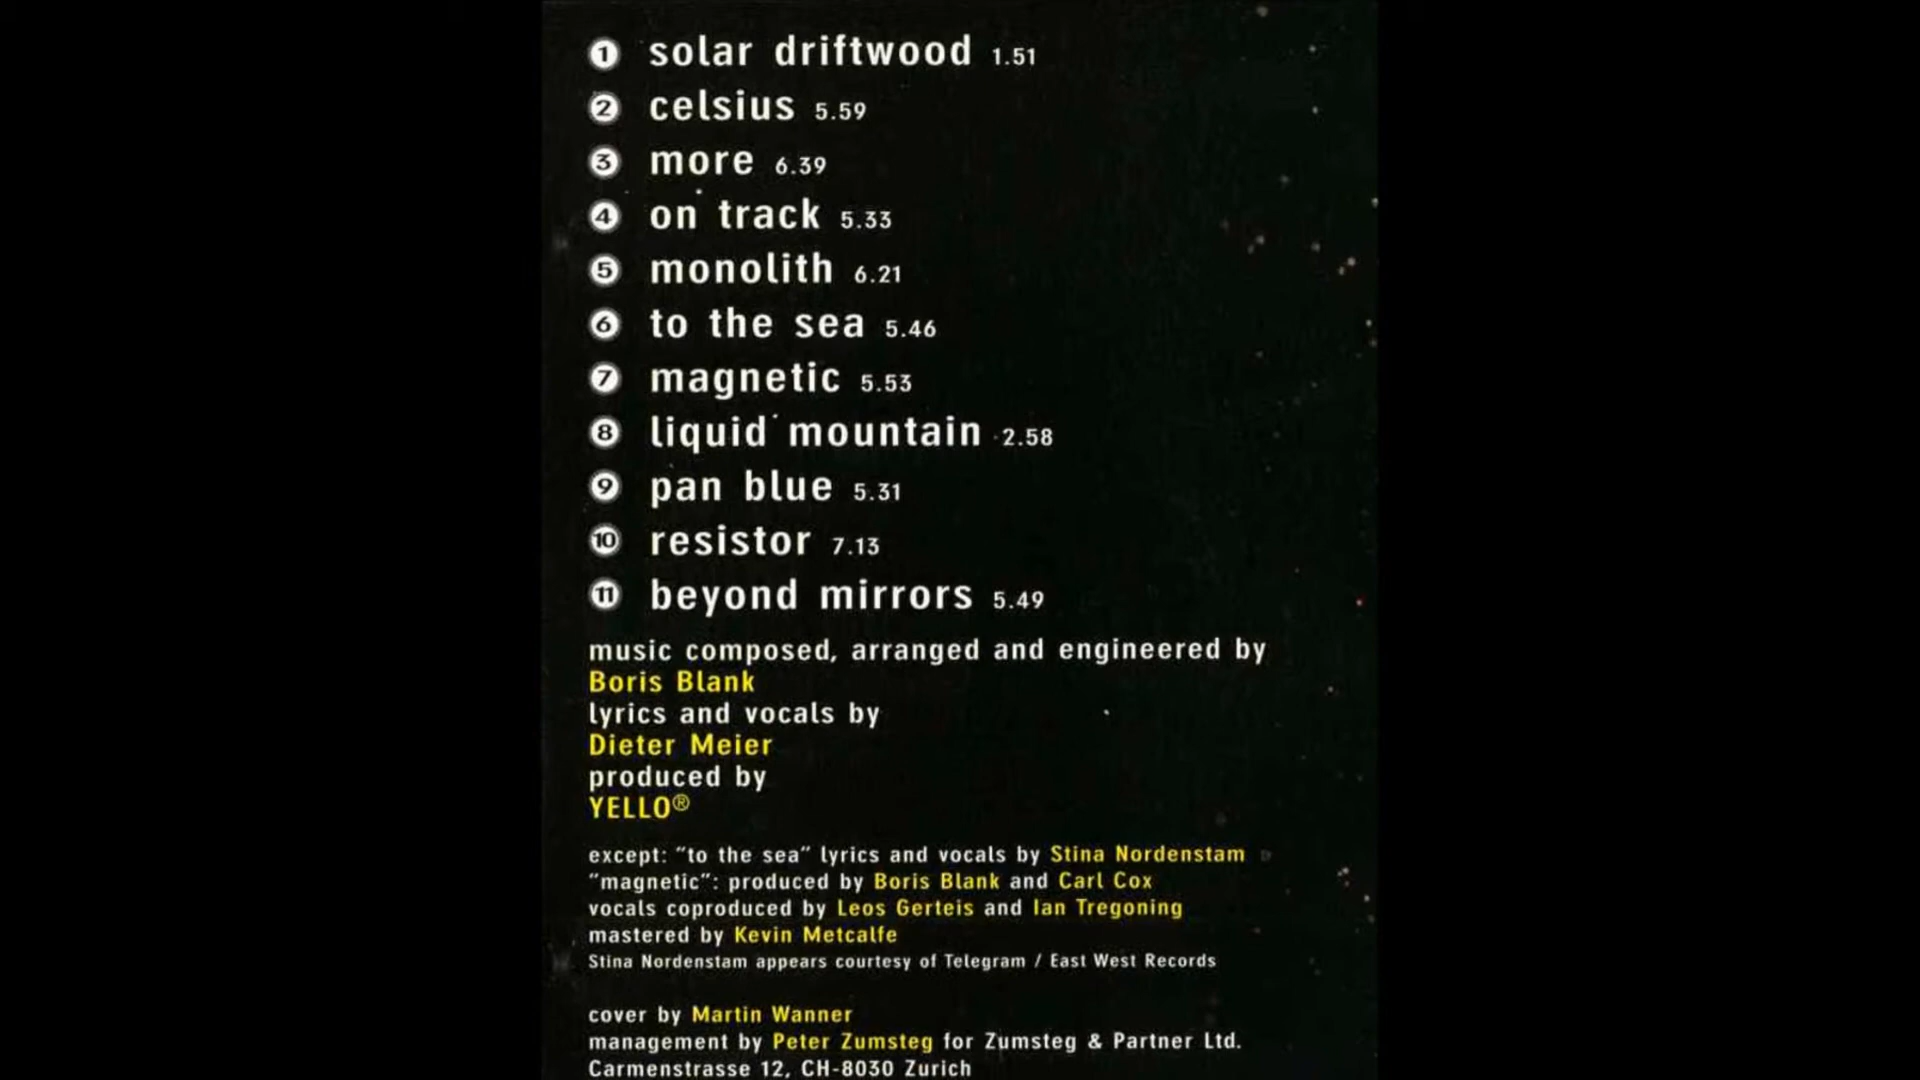 1 solar driftwood 1.51
2 celsius 5.59
3 more 6.39
4 on track 5.33
5 monolith 6.21
6 to the sea 5.46
7 magnetic 5.53
8 liquid mountain 2.58
9 pan blue 5.31
10 resistor 7.13
11 beyond mirrors 5.49
music composed, arranged and engineered by
Boris Blank
lyrics and vocals by
Dieter Meier
produced by
YELLO®
except: "to the sea" lyrics and vocals by Stina Nordenstam
"magnetic": produced by Boris Blank and Carl Cox
vocals coproduced by Leos Gerteis and Ian Tregoning
mastered by Kevin Metcalfe
Stina Nordenstam appears courtesy of Telegram / East West Records
cover by Martin Wanner
management by Peter Zumsteg for Zumsteg & Partner Ltd.
Carmenstrasse 12, CH-8030 Zurich